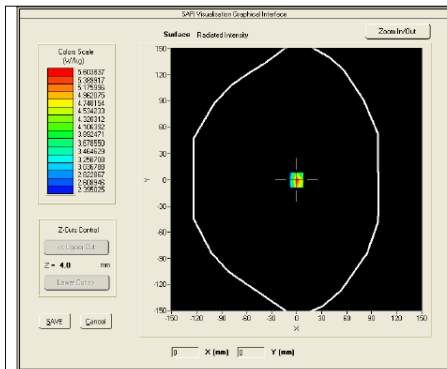 SAR Visualisation Graphical Interface
Surface Radiated Intensity
Zoom In/Out
Colors Scale
(W/kg)
5.603837
5.389917
5.175996
4.962075
4.748154
4.534233
4.320312
4.106392
3.892471
3.678550
3.464629
3.250708
3.036788
2.822867
2.608946
2.395025
Z-Cuts Control
<< Upper Cut
Z = 4.0 mm
Lower Cut >>
SAVE Cancel
150-
120-
90-
60-
30-
0-
-30-
-60-
-90-
-120-
-150-
Y
-150 -120 -90 -60 -30 0 30 60 90 120 150
X
0 X (mm) 0 Y (mm)